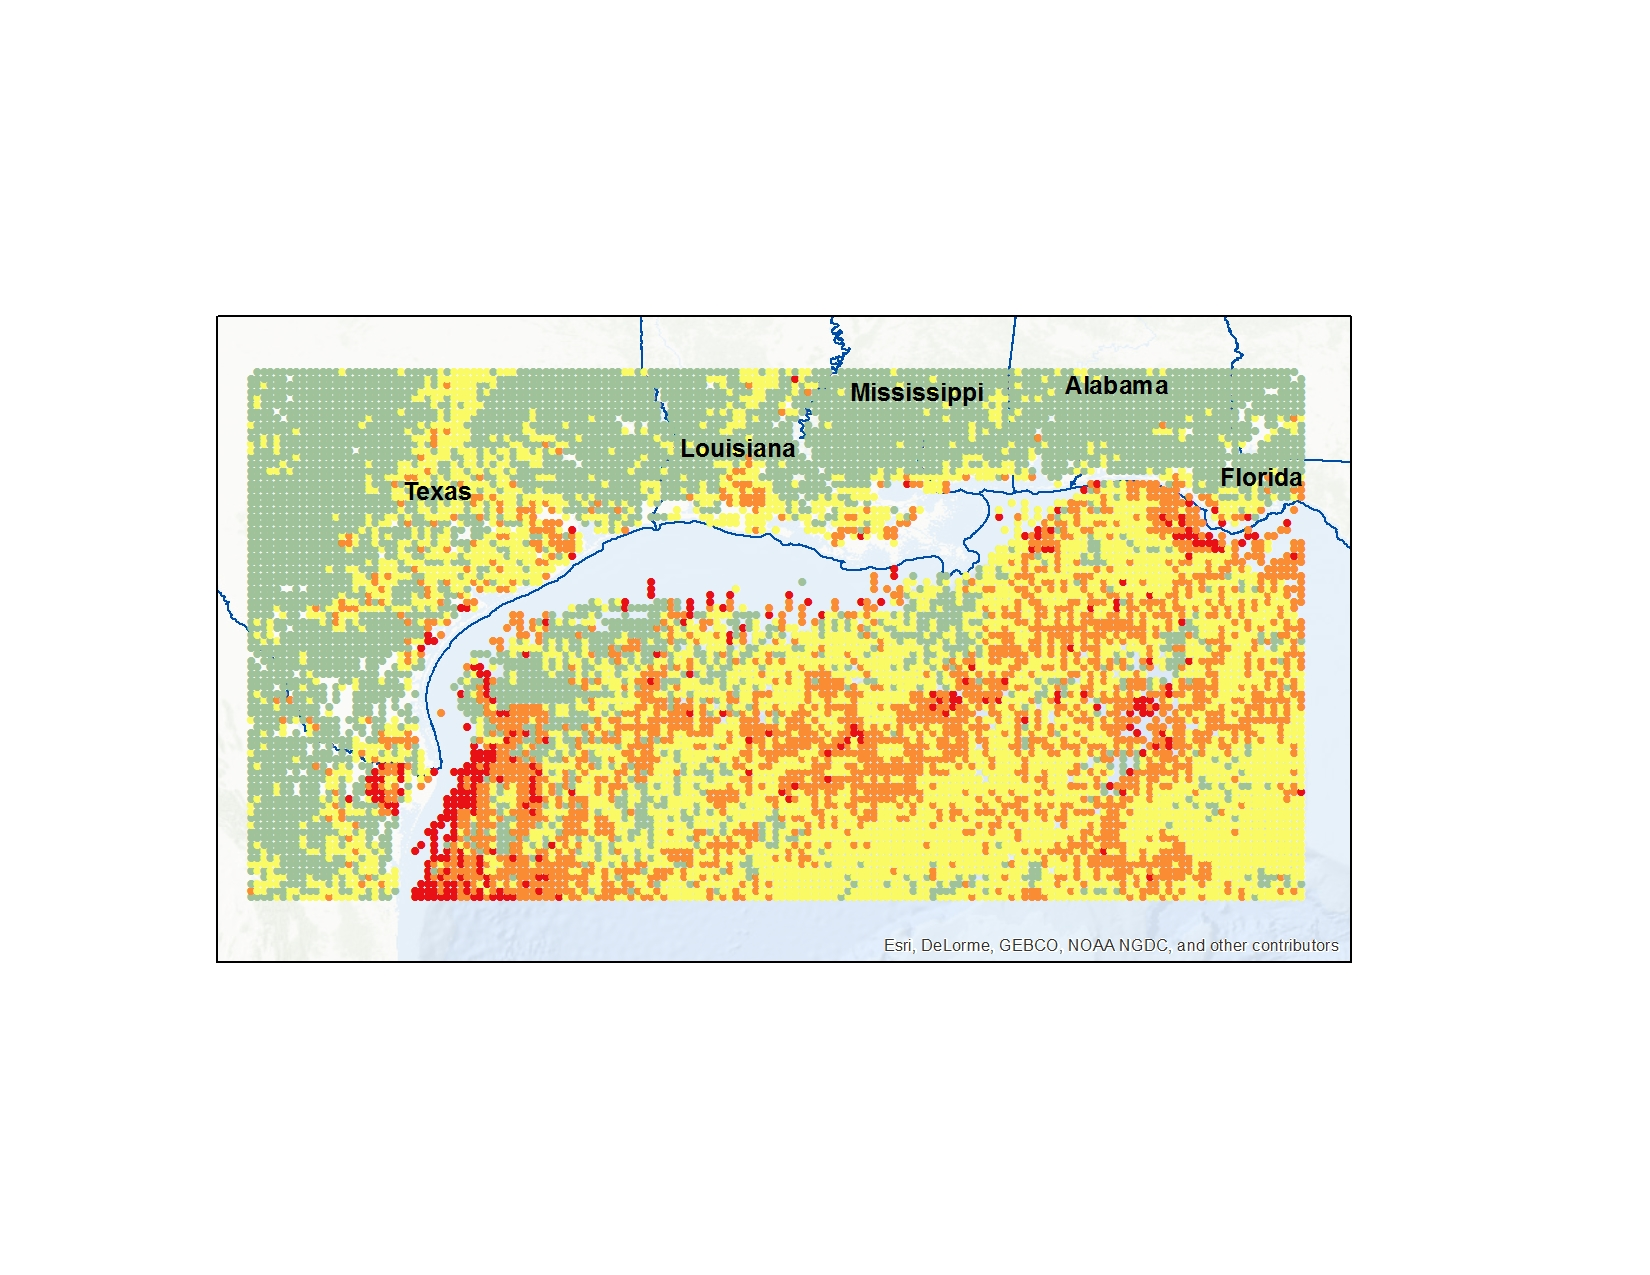 Alabama
Mississippi
Louisiana
Florida
Texas
Esri, DeLorme, GEBCO, NOAA NGDC, and other contributors